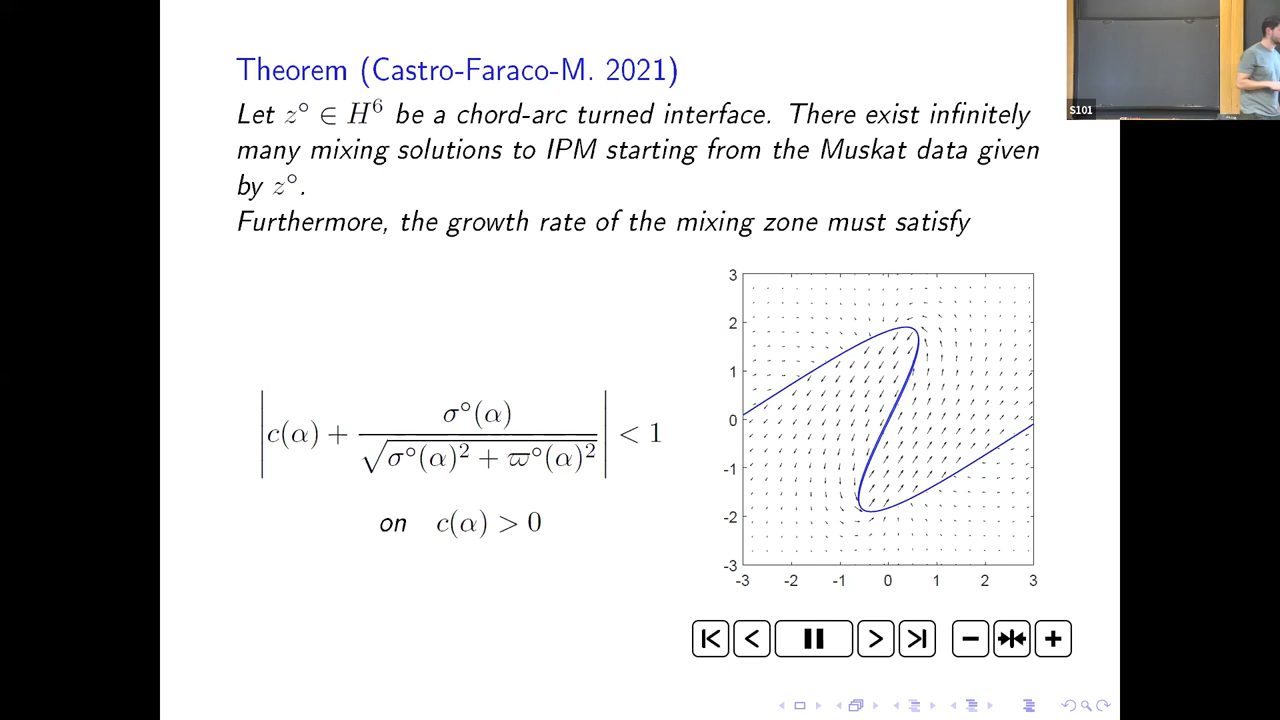 Theorem (Castro-Faraco-M. 2021)
Let z° ∈ H⁶ be a chord-arc turned interface. There exist infinitely
many mixing solutions to IPM starting from the Muskat data given
by z°.
Furthermore, the growth rate of the mixing zone must satisfy
|c(α) + σ°(α) / √(σ°(α)² + ϖ°(α)²)| < 1
on c(α) > 0
3
2
1
0
-1
-2
-3
-3 -2 -1 0 1 2 3
S101